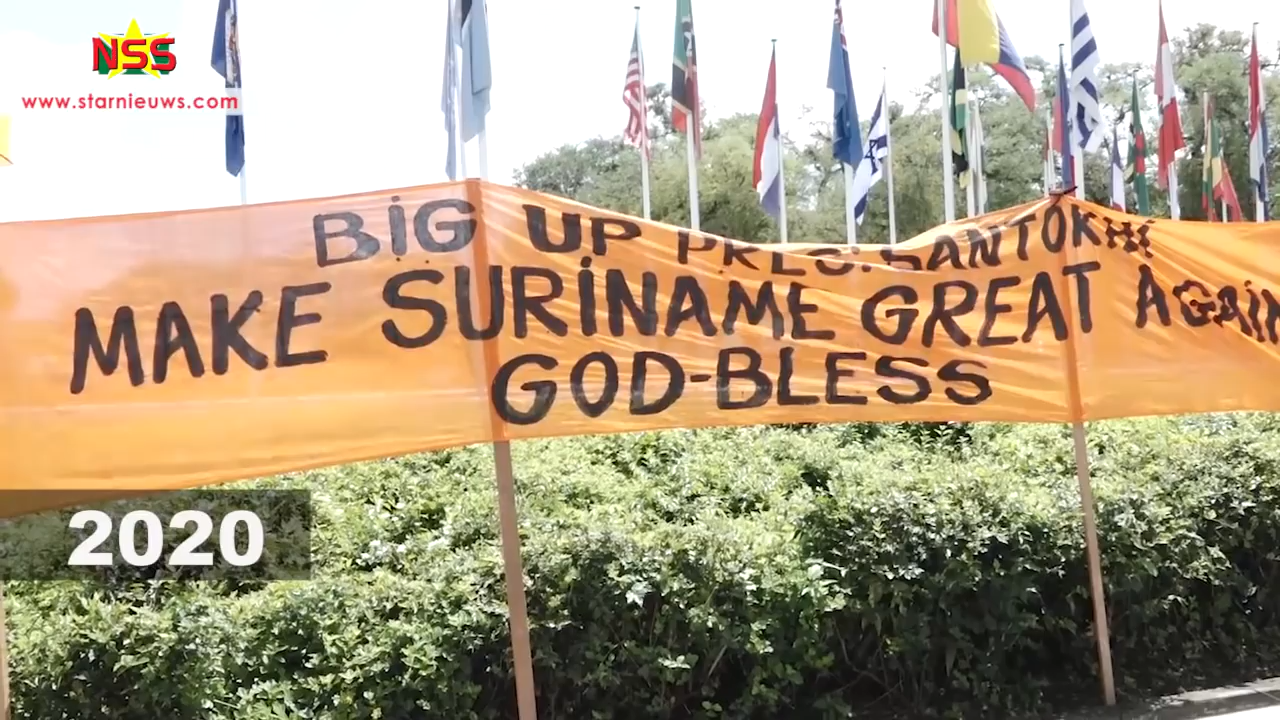 NSS
www.starnieuws.com
BiG UP PRES. SANTOKHi
MAKE SURiNAME GREAT AGAiN
GOD-BLESS
2020